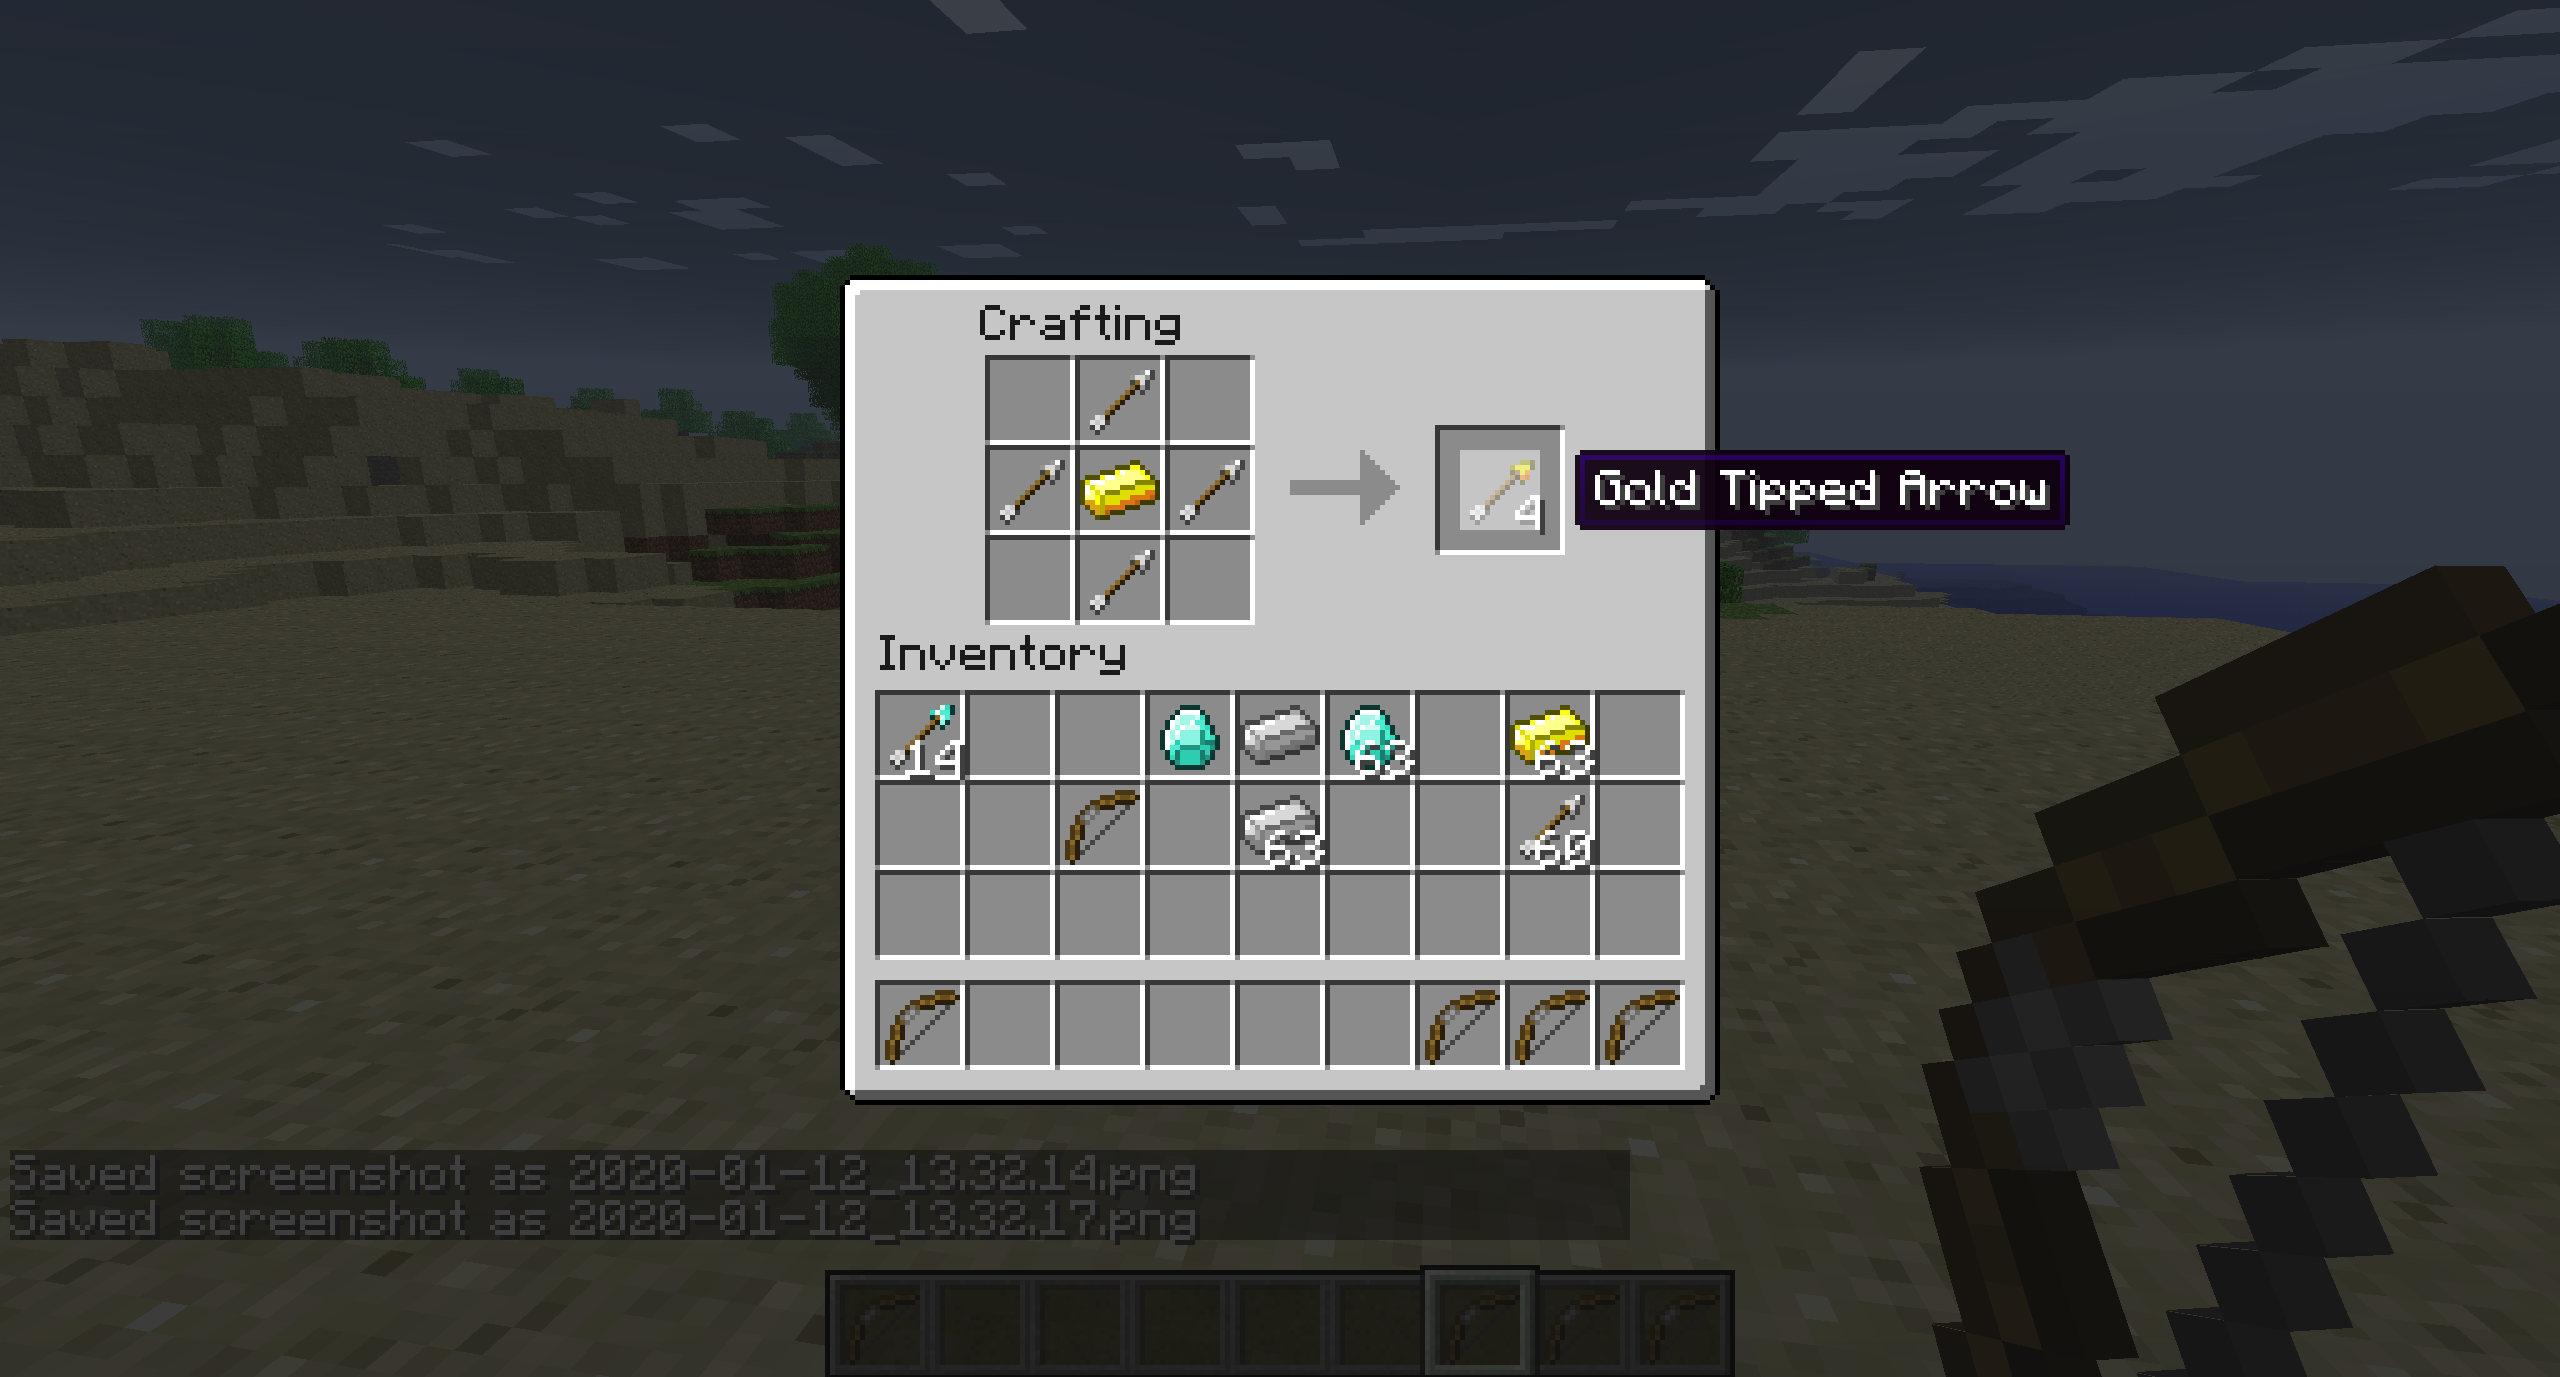 Crafting
4
Gold Tipped Arrow
Inventory
14
63
63
63
60
Saved screenshot as 2020-01-12_13.32.14.png
Saved screenshot as 2020-01-12_13.32.17.png